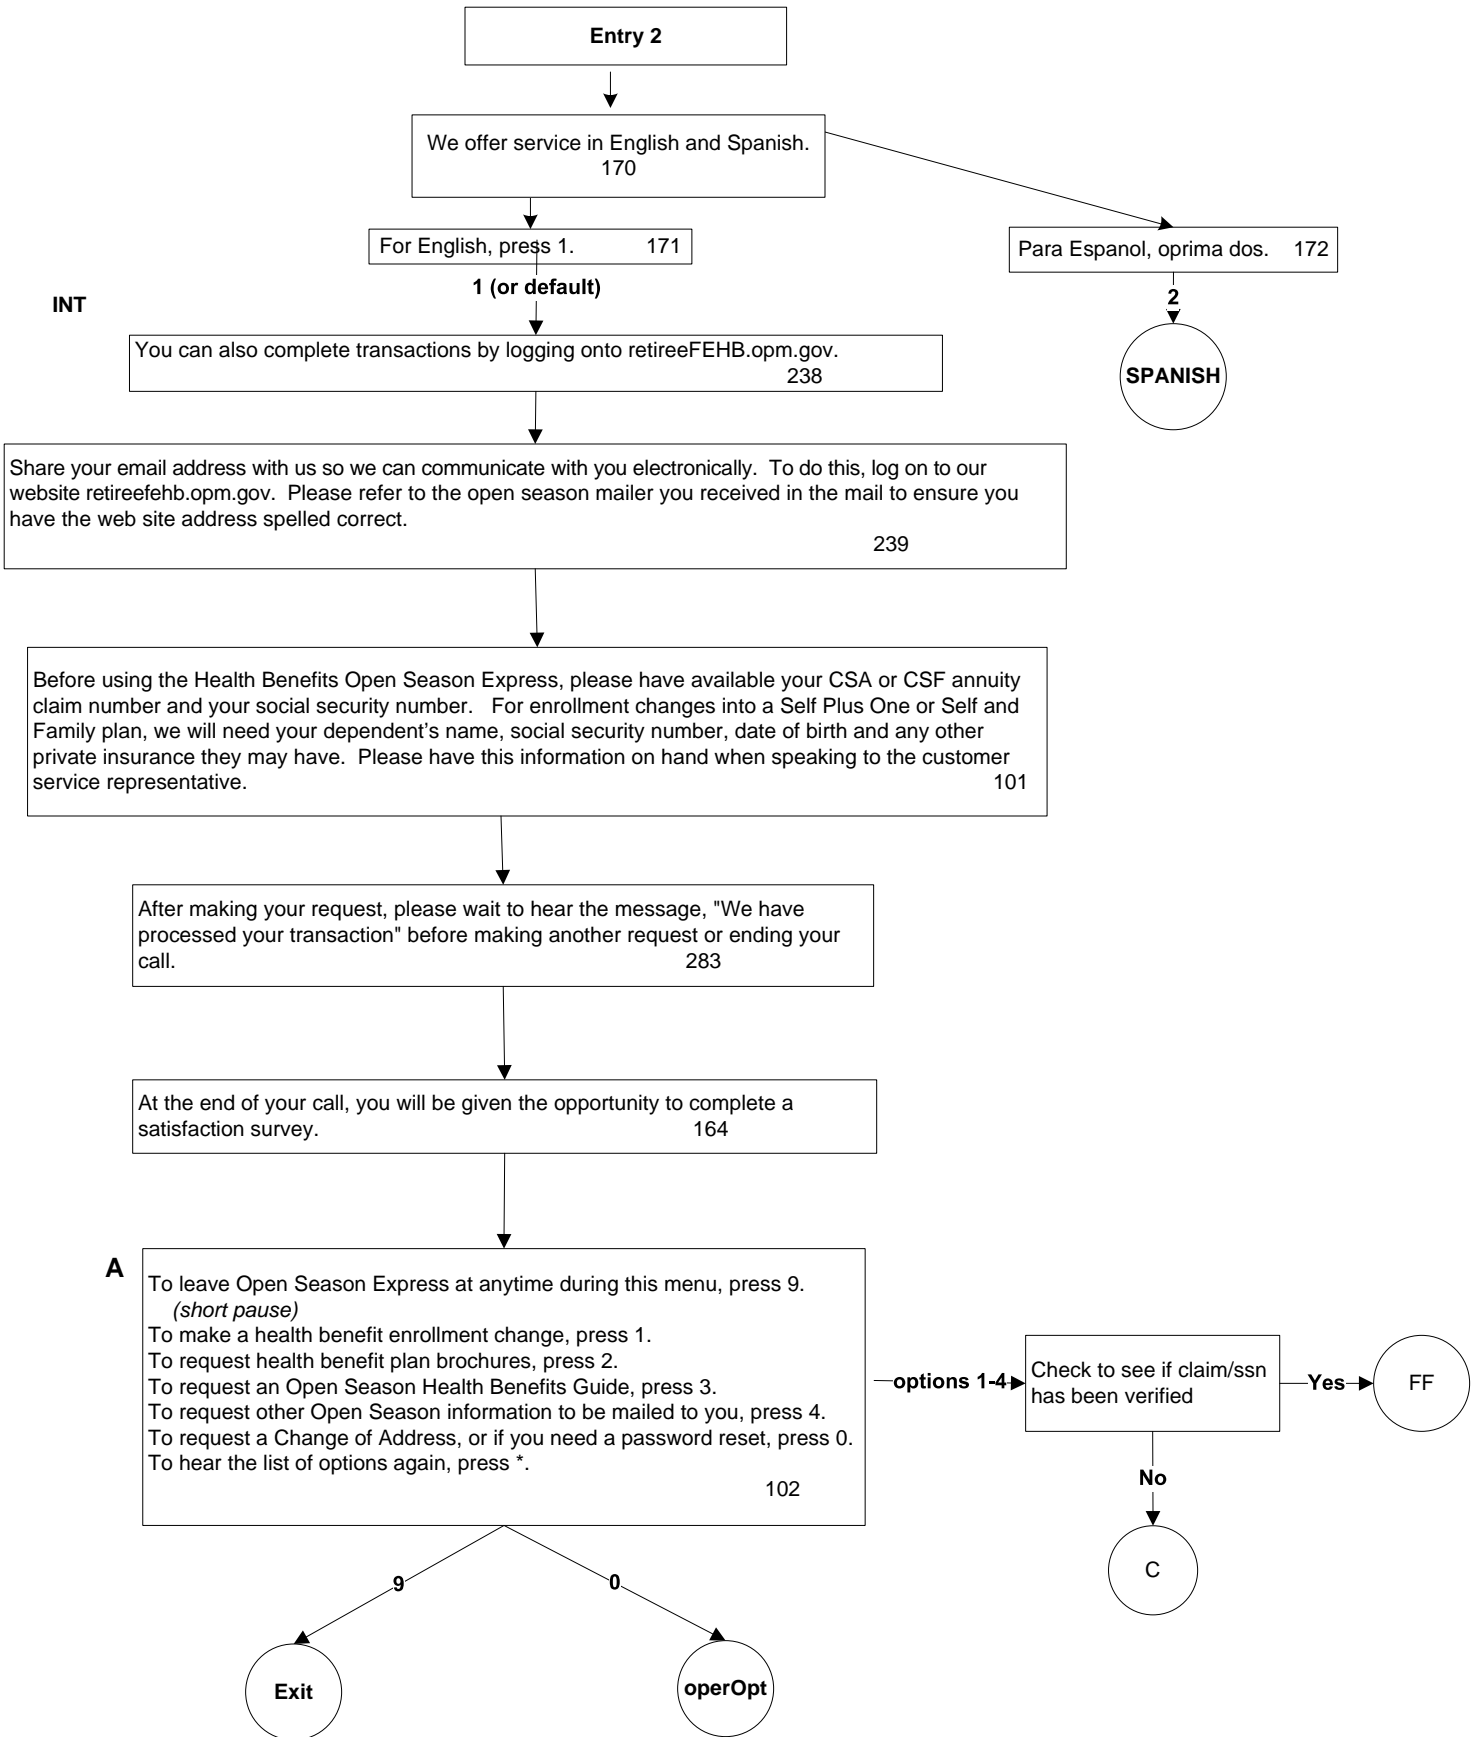 Entry 2
We offer service in English and Spanish.
170
For English, press 1. 171
Para Espanol, oprima dos. 172
1 (or default)
2
INT
You can also complete transactions by logging onto retireeFEHB.opm.gov.
238
SPANISH
Share your email address with us so we can communicate with you electronically. To do this, log on to our
website retireefehb.opm.gov. Please refer to the open season mailer you received in the mail to ensure you
have the web site address spelled correct.
239
Before using the Health Benefits Open Season Express, please have available your CSA or CSF annuity
claim number and your social security number. For enrollment changes into a Self Plus One or Self and
Family plan, we will need your dependent's name, social security number, date of birth and any other
private insurance they may have. Please have this information on hand when speaking to the customer
service representative. 101
After making your request, please wait to hear the message, "We have
processed your transaction" before making another request or ending your
call. 283
At the end of your call, you will be given the opportunity to complete a
satisfaction survey. 164
A
To leave Open Season Express at anytime during this menu, press 9.
(short pause)
To make a health benefit enrollment change, press 1.
To request health benefit plan brochures, press 2.
To request an Open Season Health Benefits Guide, press 3.
To request other Open Season information to be mailed to you, press 4.
To request a Change of Address, or if you need a password reset, press 0.
To hear the list of options again, press *.
102
options 1-4
Check to see if claim/ssn
has been verified
Yes
FF
No
C
9
0
Exit
operOpt